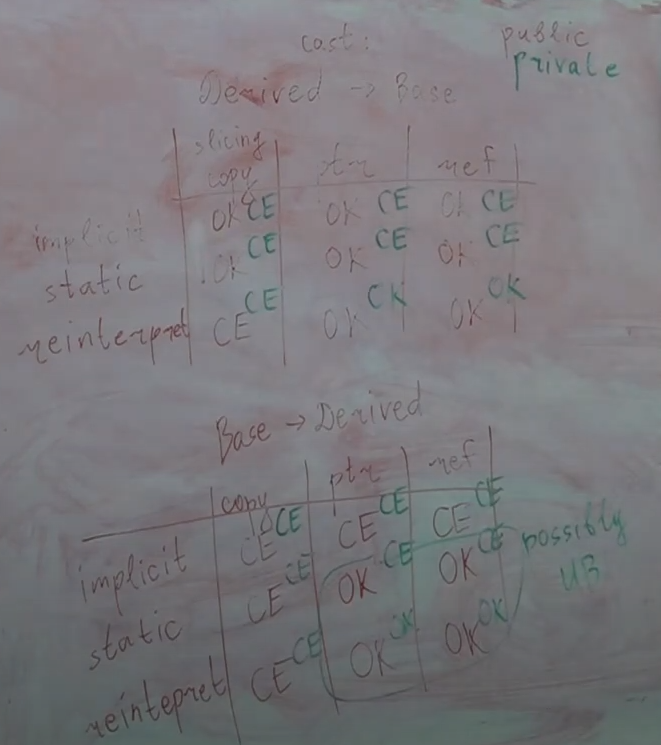 cast: public
private
Derived → Base
slicing
copy ptr ref
implicit OK CE OK CE OK CE
static OK CE OK CE OK CE
reinterpret CE CE OK OK OK OK
Base → Derived
copy ptr ref
implicit CE CE CE CE CE CE
static CE CE OK CE OK CE possibly
UB
reintepret CE CE OK OK OK OK